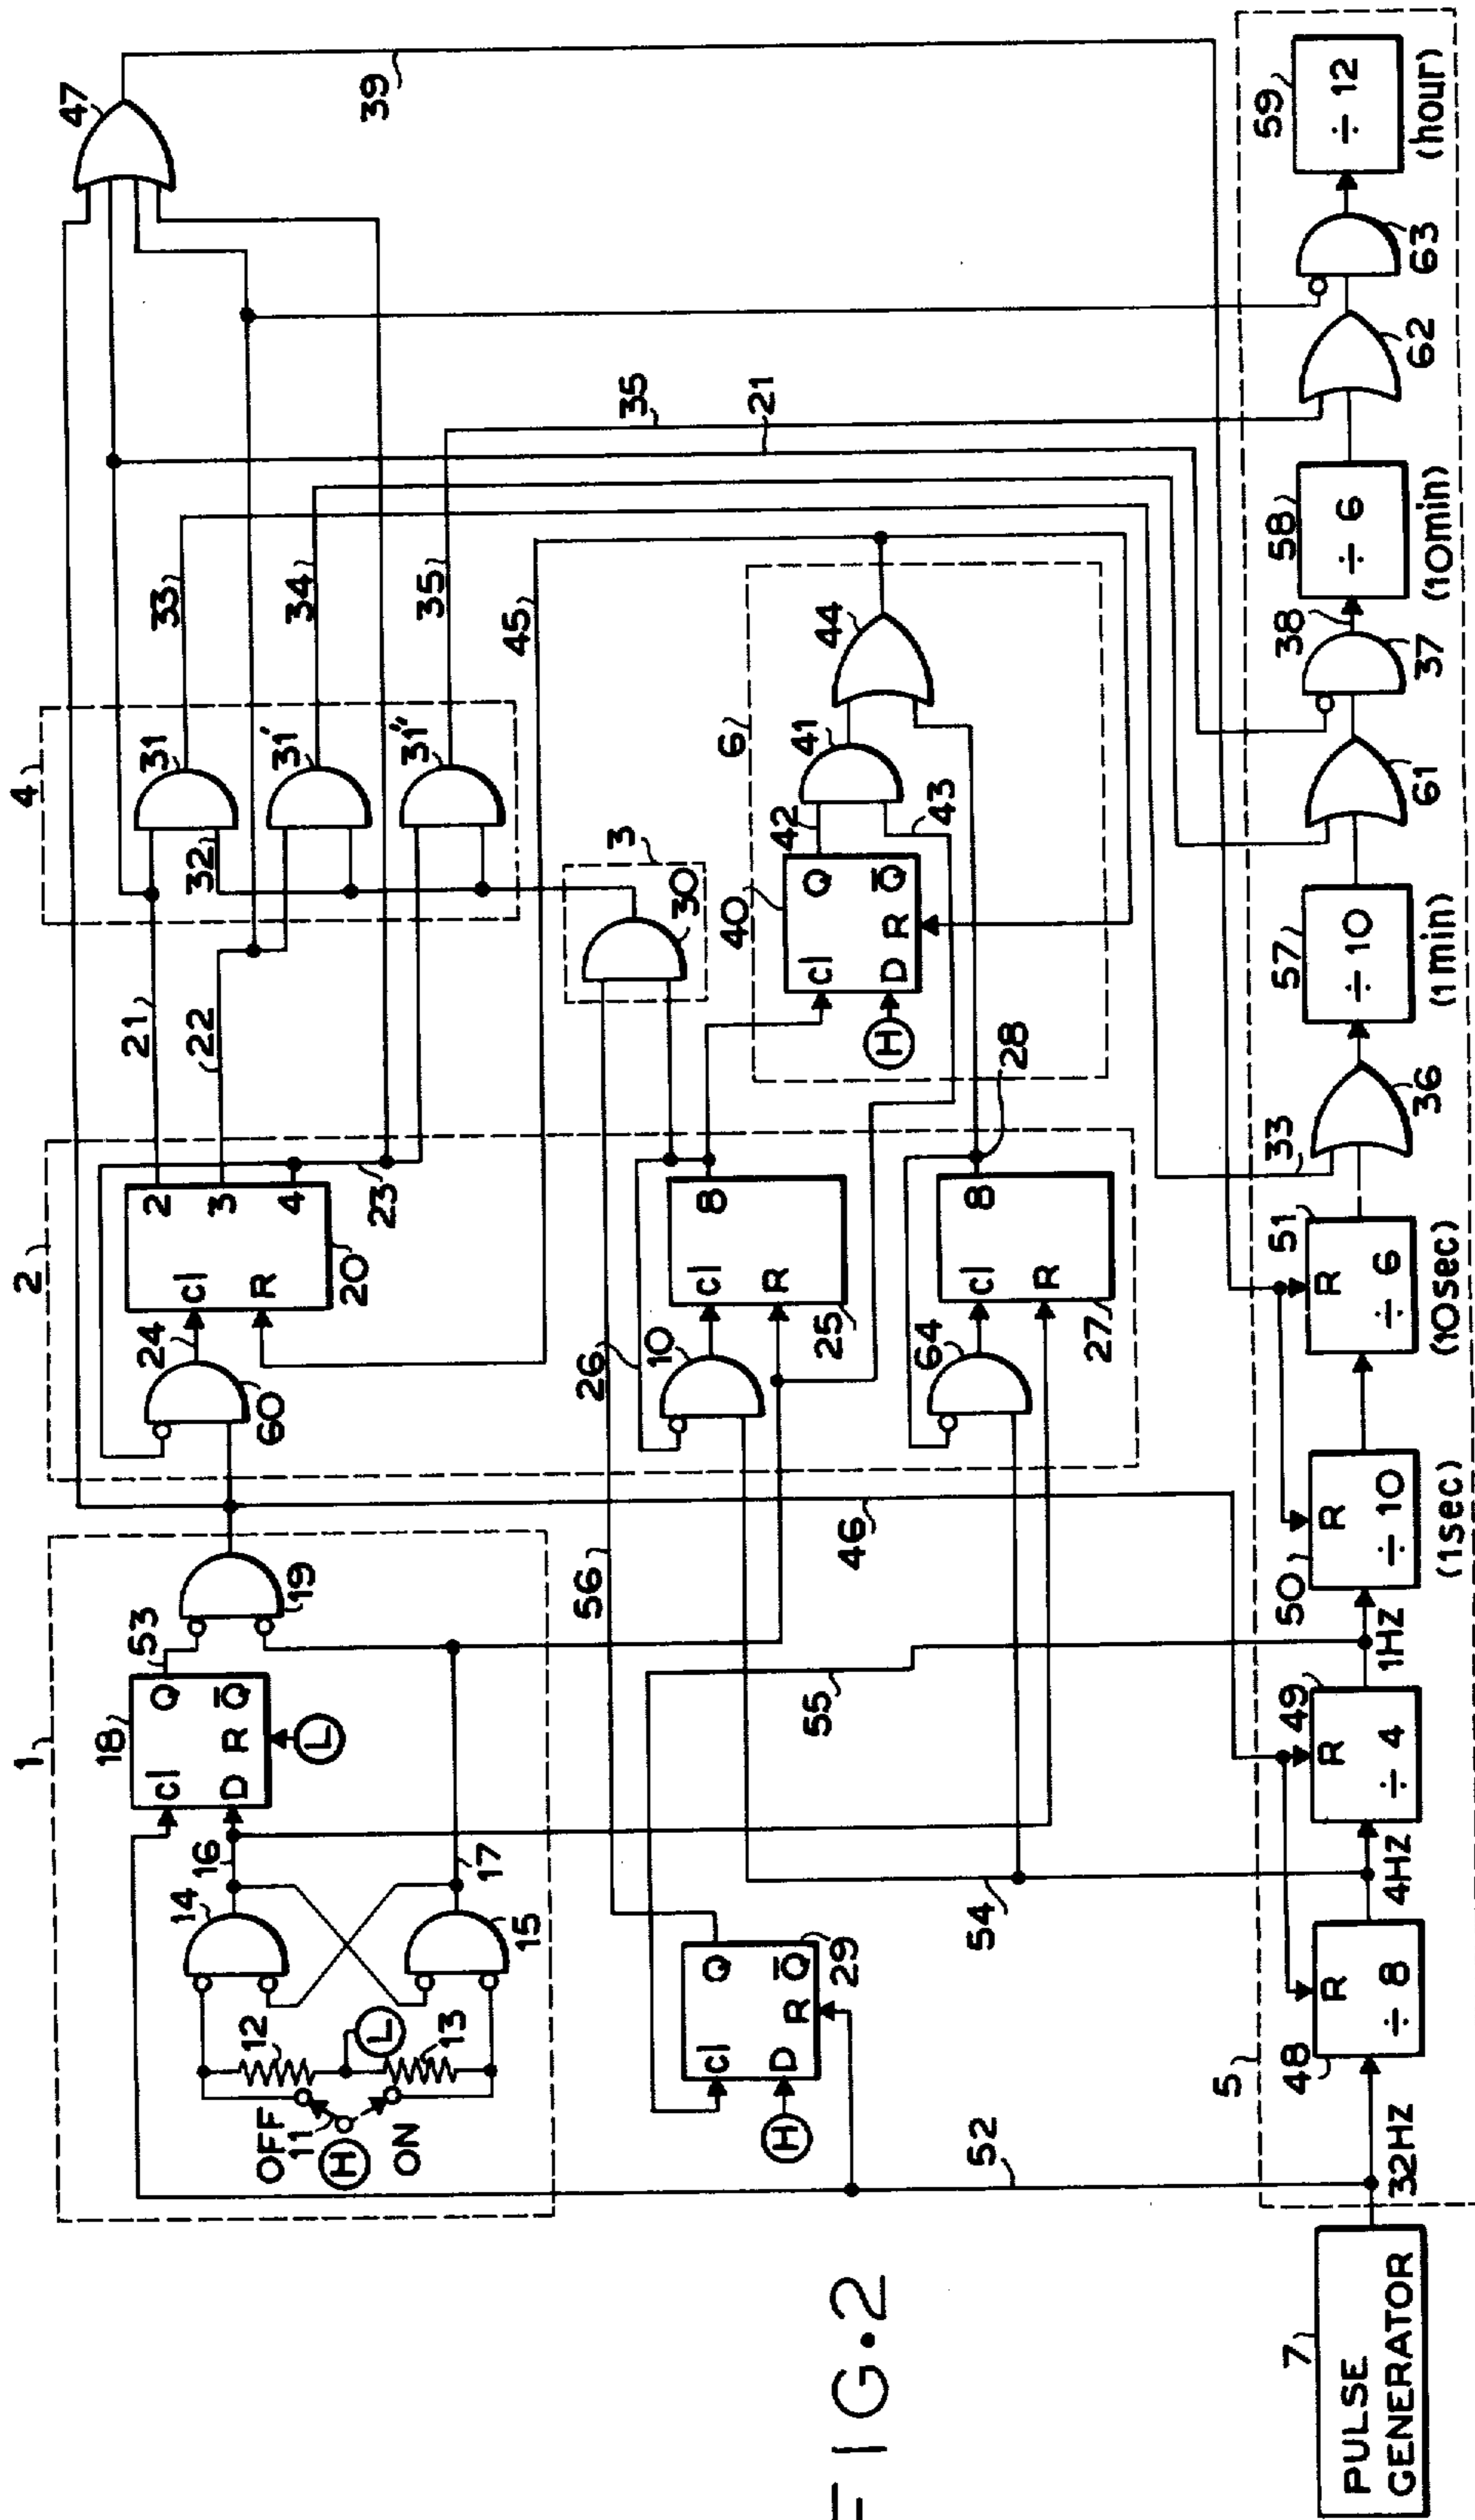 1
18
cl
Q
D
R
Q̅
53
L
16
14
17
15
12
L
13
OFF
11
H
ON
19
2
24
cl
R
2
3
4
20
60
23
21
22
4
31
32
31'
31"
33
34
35
45
47
39
35
21
26
10
cl
R
8
25
64
cl
R
8
27
28
3
30
6
40
cl
Q
D
R
Q̅
H
42
41
43
44
46
56
55
54
cl
Q
D
R
Q̅
29
H
52
FIG.2
7
PULSE
GENERATOR
32HZ
5
48
R
÷ 8
4HZ
R
49
÷ 4
1HZ
50
R
÷ 10
(1sec)
R
51
÷ 6
(10sec)
33
36
57
÷ 10
(1min)
61
38
37
58
÷ 6
(10min)
62
63
59
÷ 12
(hour)